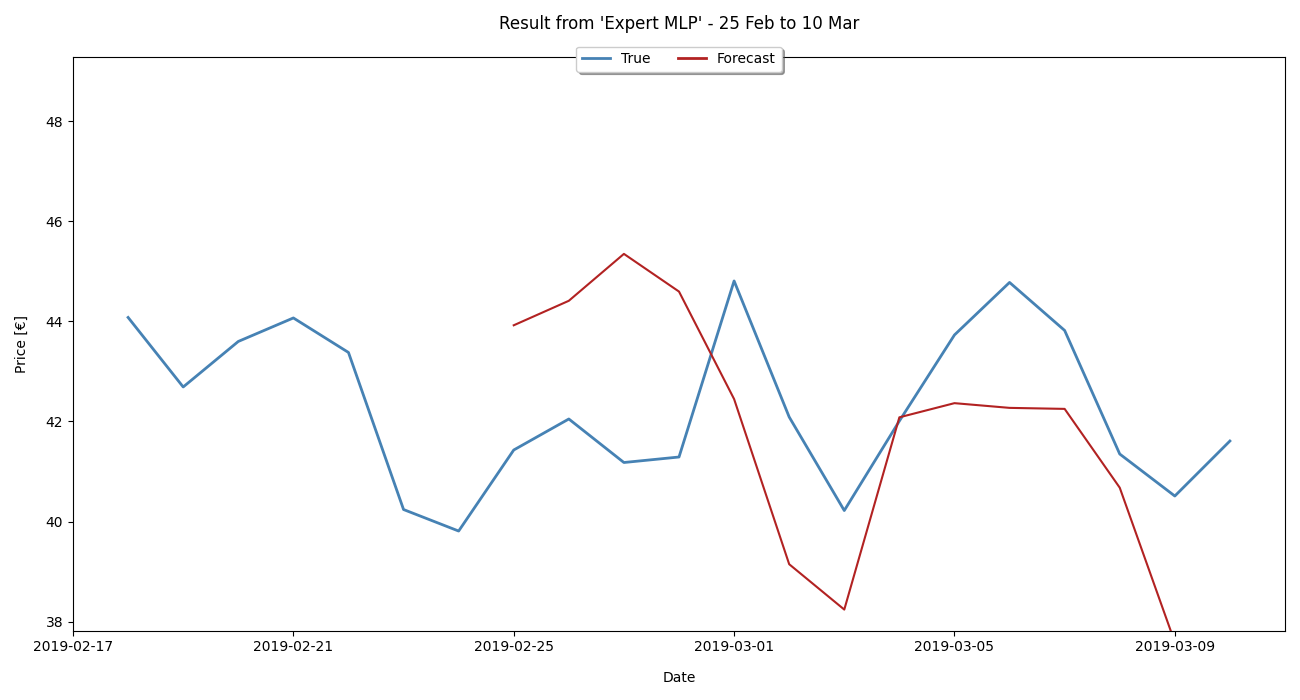 Result from 'Expert MLP' - 25 Feb to 10 Mar
True Forecast
48
46
44
42
40
38
Price [€]
2019-02-17 2019-02-21 2019-02-25 2019-03-01 2019-03-05 2019-03-09
Date